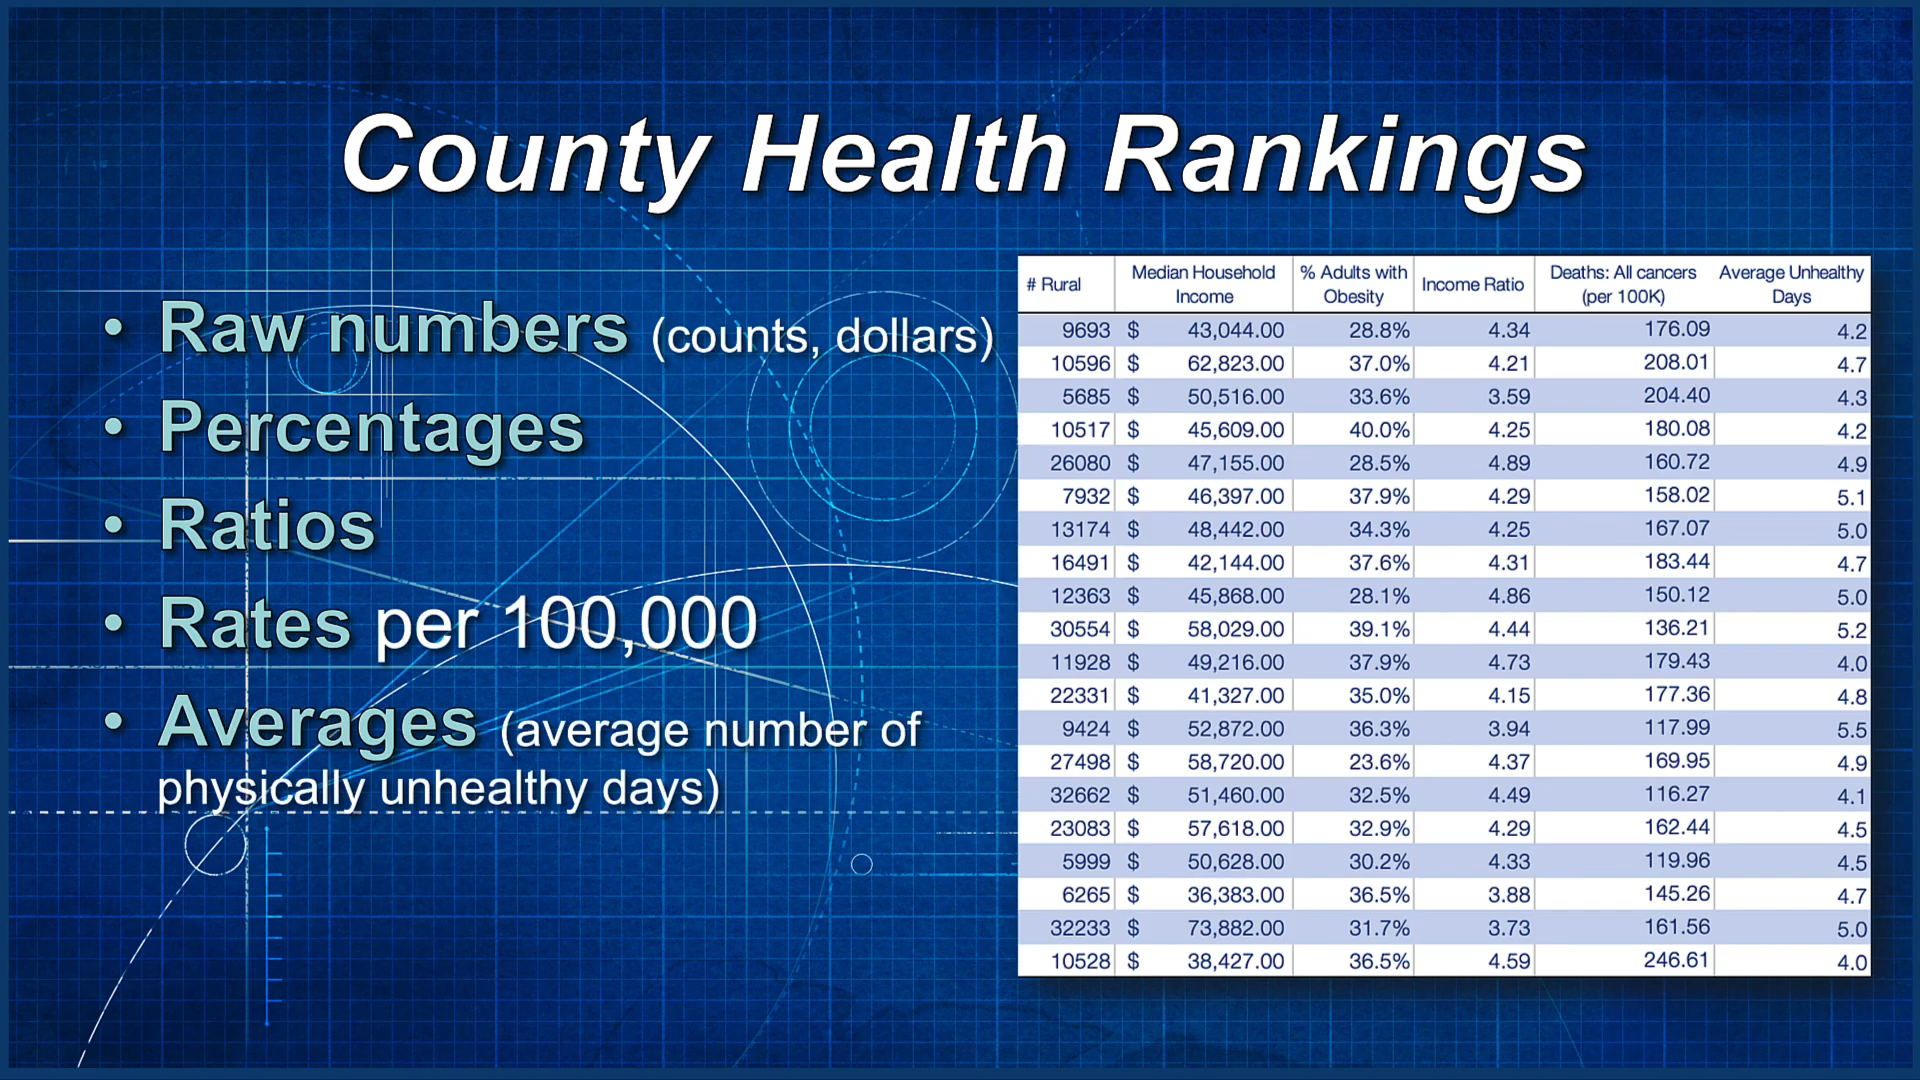 County Health Rankings
• Raw numbers (counts, dollars)
• Percentages
• Ratios
• Rates per 100,000
• Averages (average number of
physically unhealthy days)
# Rural Median Household Income % Adults with Obesity Income Ratio Deaths: All cancers (per 100K) Average Unhealthy Days
9693 $ 43,044.00 28.8% 4.34 176.09 4.2
10596 $ 62,823.00 37.0% 4.21 208.01 4.7
5685 $ 50,516.00 33.6% 3.59 204.40 4.3
10517 $ 45,609.00 40.0% 4.25 180.08 4.2
26080 $ 47,155.00 28.5% 4.89 160.72 4.9
7932 $ 46,397.00 37.9% 4.29 158.02 5.1
13174 $ 48,442.00 34.3% 4.25 167.07 5.0
16491 $ 42,144.00 37.6% 4.31 183.44 4.7
12363 $ 45,868.00 28.1% 4.86 150.12 5.0
30554 $ 58,029.00 39.1% 4.44 136.21 5.2
11928 $ 49,216.00 37.9% 4.73 179.43 4.0
22331 $ 41,327.00 35.0% 4.15 177.36 4.8
9424 $ 52,872.00 36.3% 3.94 117.99 5.5
27498 $ 58,720.00 23.6% 4.37 169.95 4.9
32662 $ 51,460.00 32.5% 4.49 116.27 4.1
23083 $ 57,618.00 32.9% 4.29 162.44 4.5
5999 $ 50,628.00 30.2% 4.33 119.96 4.5
6265 $ 36,383.00 36.5% 3.88 145.26 4.7
32233 $ 73,882.00 31.7% 3.73 161.56 5.0
10528 $ 38,427.00 36.5% 4.59 246.61 4.0